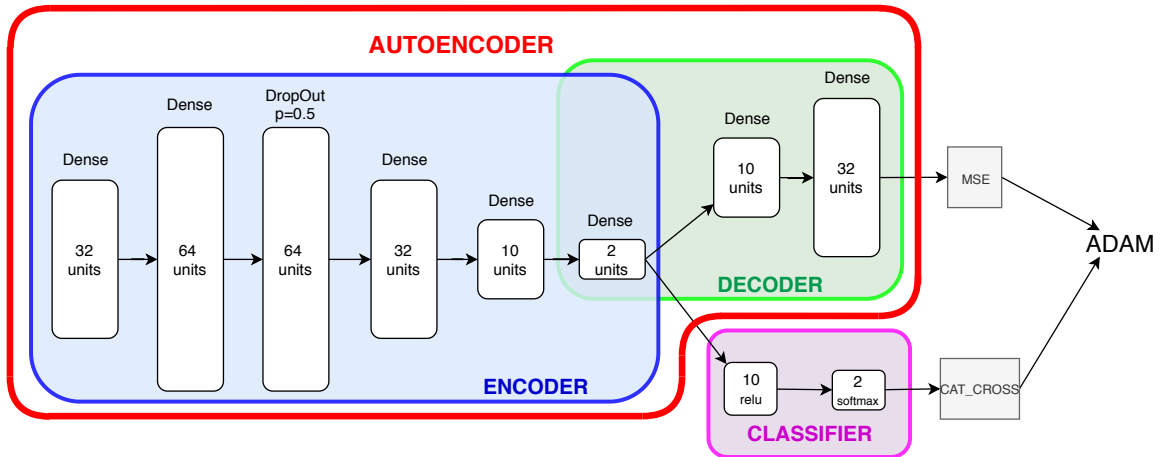 AUTOENCODER
Dense
32
units
Dense
64
units
DropOut
p=0.5
64
units
Dense
32
units
Dense
10
units
Dense
2
units
ENCODER
Dense
10
units
Dense
32
units
DECODER
MSE
ADAM
10
relu
2
softmax
CLASSIFIER
CAT_CROSS